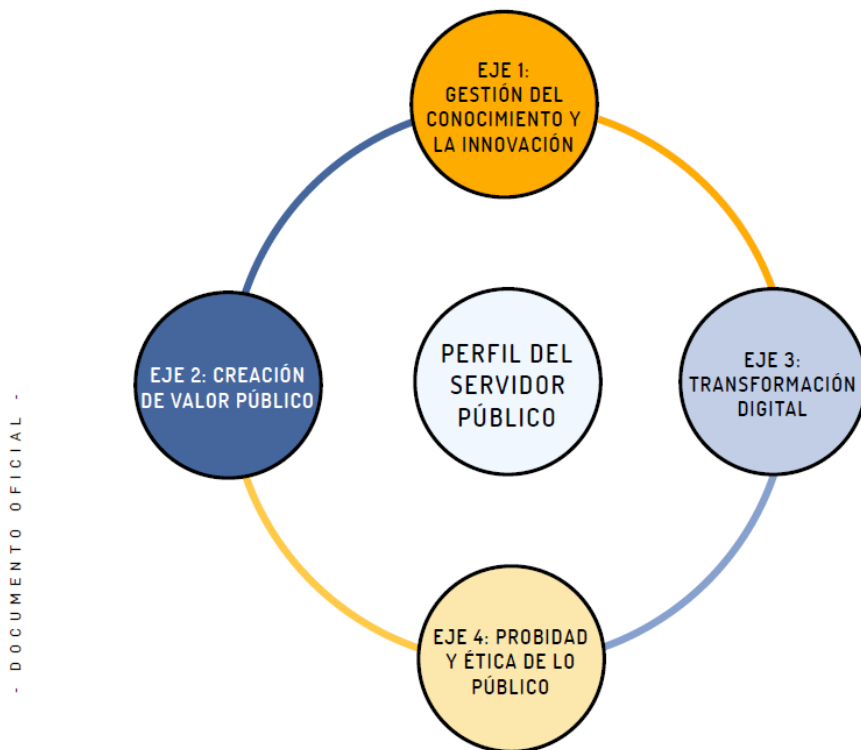 EJE 1:
GESTIÓN DEL
CONOCIMIENTO Y
LA INNOVACIÓN
EJE 2: CREACIÓN
DE VALOR PÚBLICO
PERFIL DEL
SERVIDOR
PÚBLICO
EJE 3:
TRANSFORMACIÓN
DIGITAL
EJE 4: PROBIDAD
Y ÉTICA DE LO
PÚBLICO
- DOCUMENTO OFICIAL -